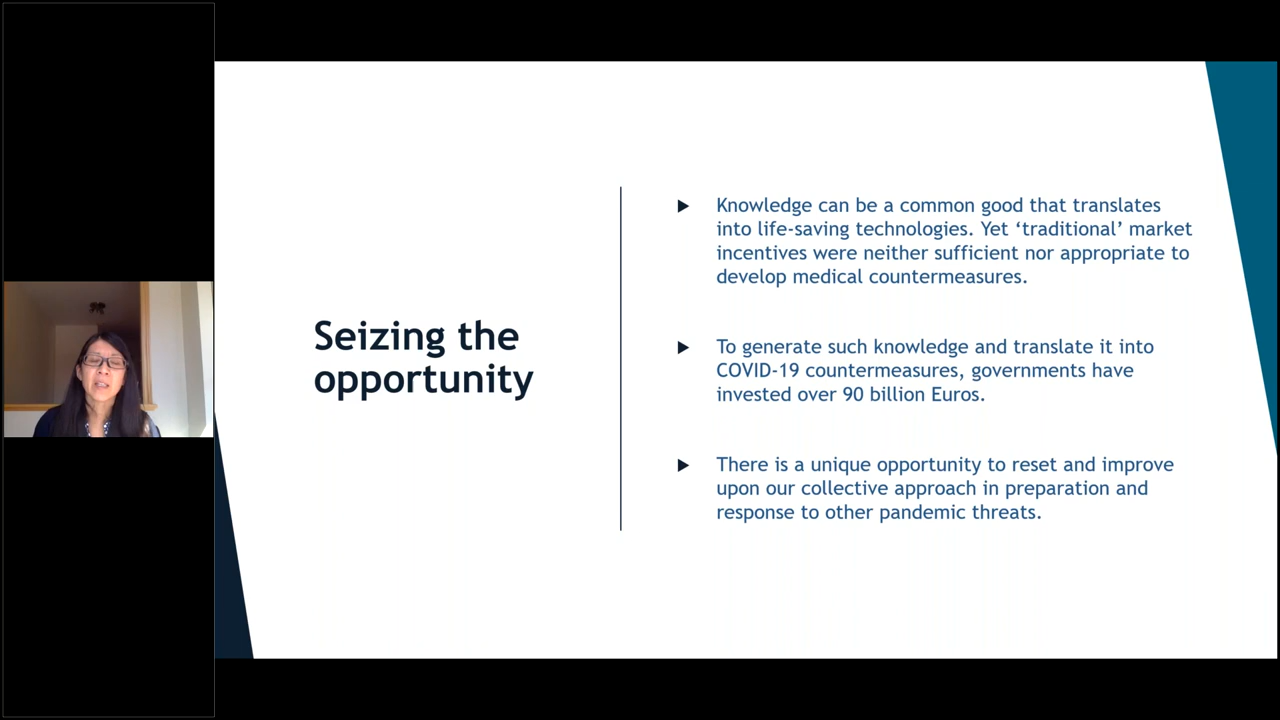 Seizing the
opportunity
Knowledge can be a common good that translates
into life-saving technologies. Yet ‘traditional’ market
incentives were neither sufficient nor appropriate to
develop medical countermeasures.
To generate such knowledge and translate it into
COVID-19 countermeasures, governments have
invested over 90 billion Euros.
There is a unique opportunity to reset and improve
upon our collective approach in preparation and
response to other pandemic threats.